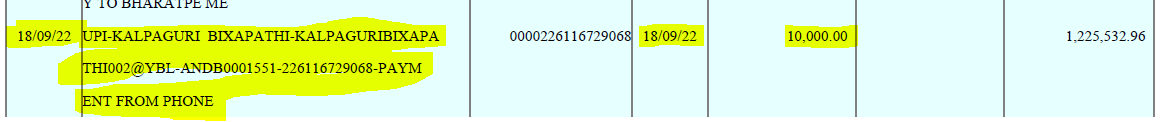 Y TO BHARATPE ME
18/09/22 UPI-KALPAGURI BIXAPATHI-KALPAGURIBIXAPA 0000226116729068 18/09/22 10,000.00 1,225,532.96
THI002@YBL-ANDB0001551-226116729068-PAYM
ENT FROM PHONE